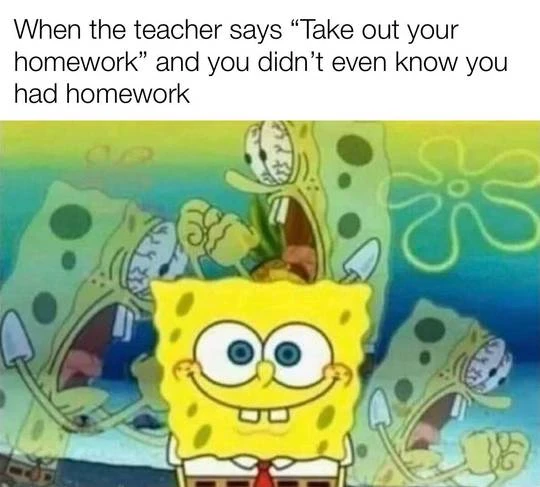 When the teacher says “Take out your
homework” and you didn’t even know you
had homework